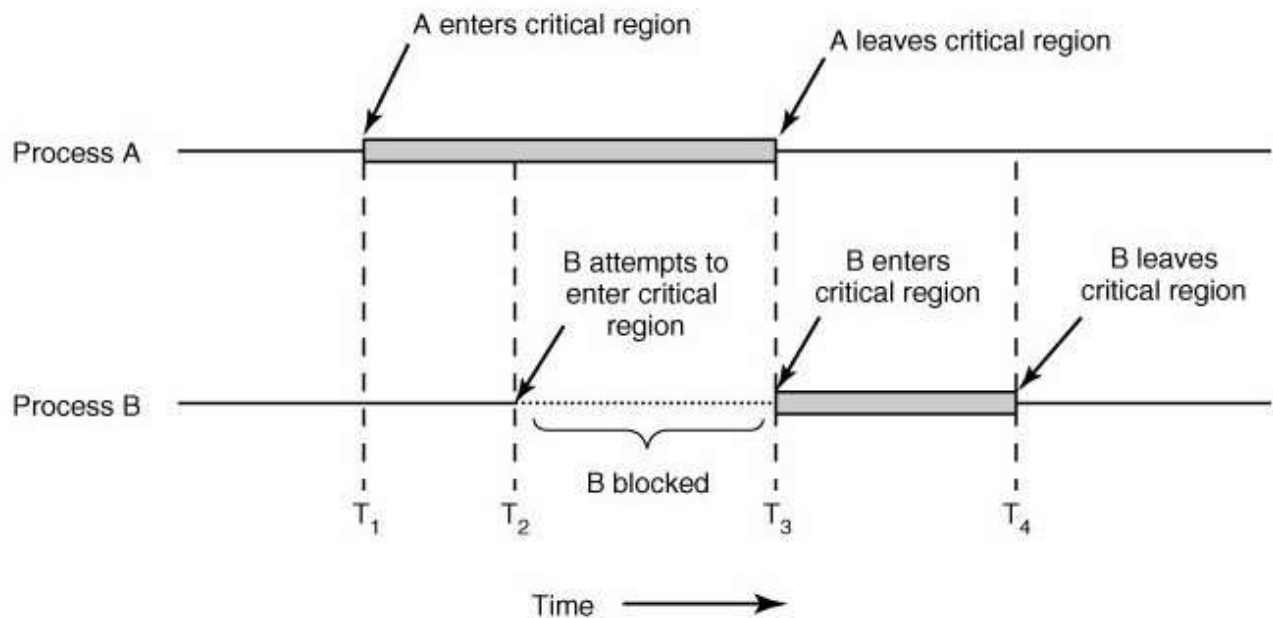 A enters critical region
A leaves critical region
Process A
B attempts to
enter critical
region
B enters
critical region
B leaves
critical region
Process B
B blocked
T₁
T₂
T₃
T₄
Time